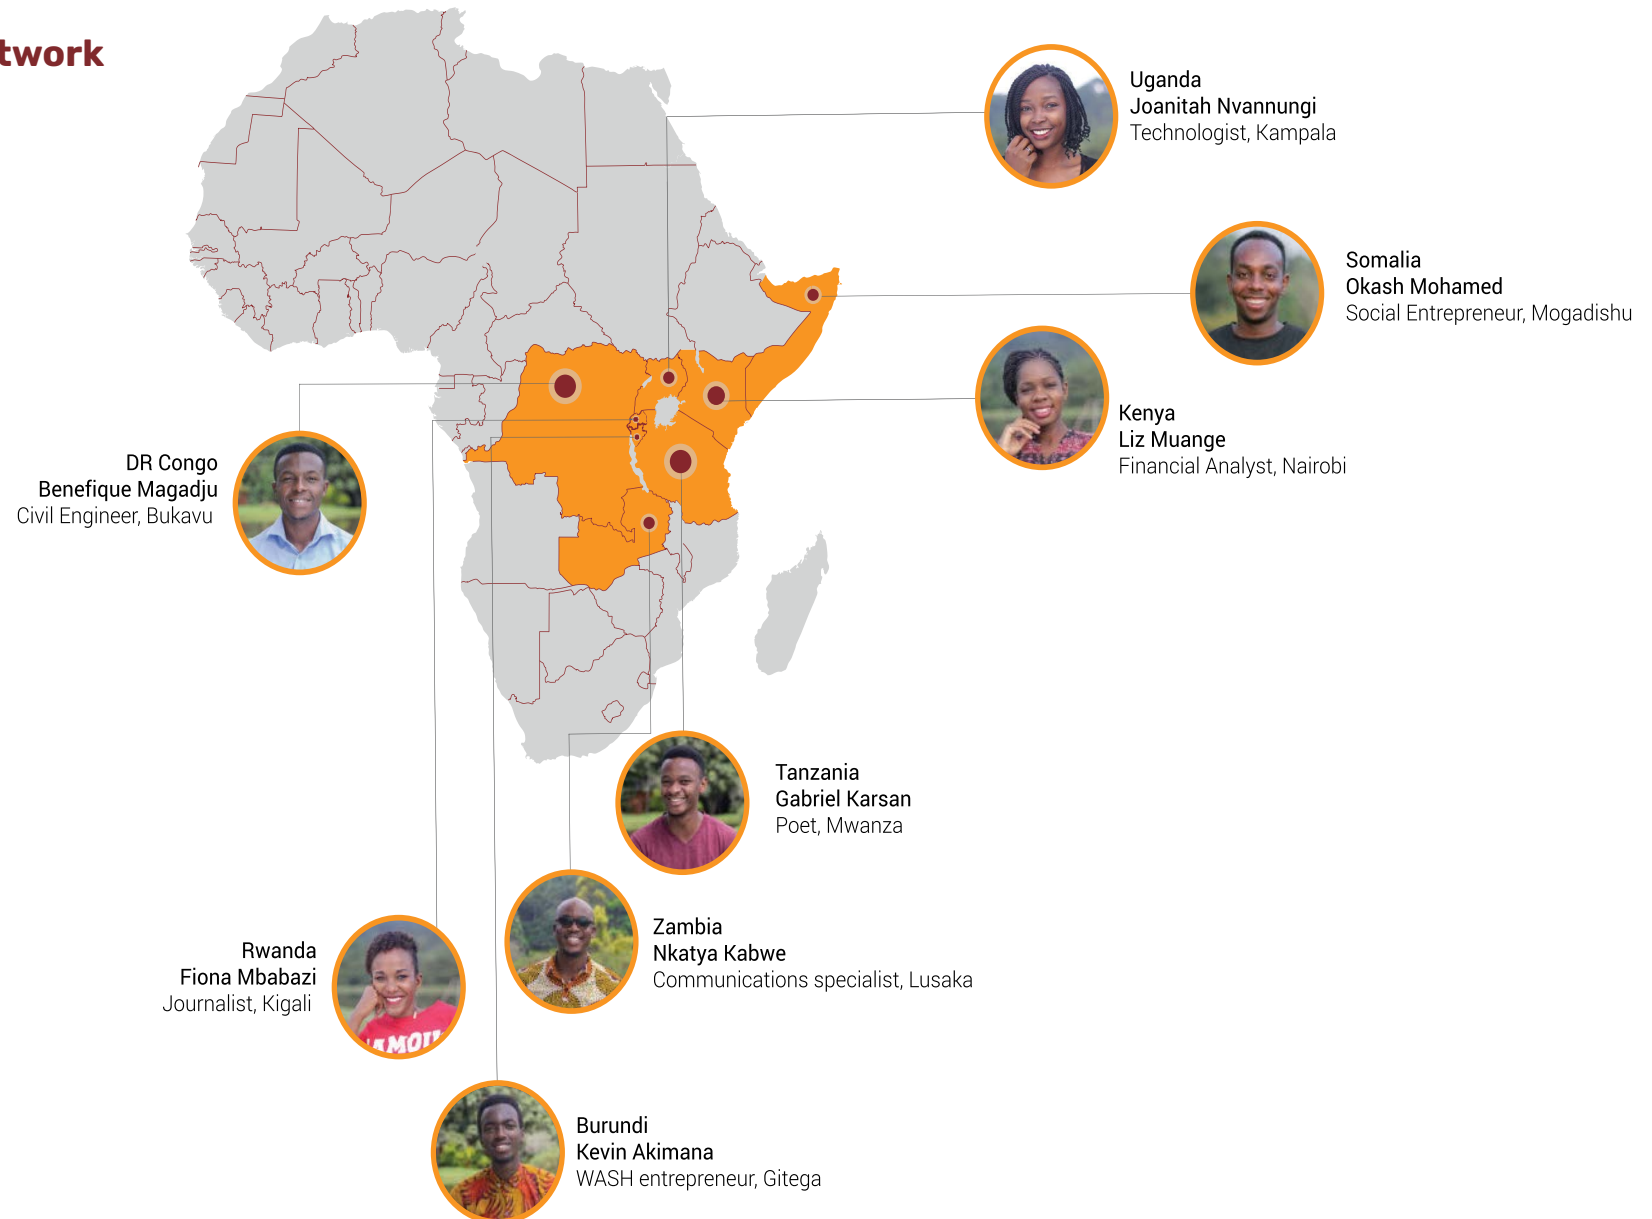 twork
Uganda
Joanitah Nvannungi
Technologist, Kampala
Somalia
Okash Mohamed
Social Entrepreneur, Mogadishu
Kenya
Liz Muange
Financial Analyst, Nairobi
DR Congo
Benefique Magadju
Civil Engineer, Bukavu
Tanzania
Gabriel Karsan
Poet, Mwanza
Zambia
Nkatya Kabwe
Communications specialist, Lusaka
Rwanda
Fiona Mbabazi
Journalist, Kigali
Burundi
Kevin Akimana
WASH entrepreneur, Gitega